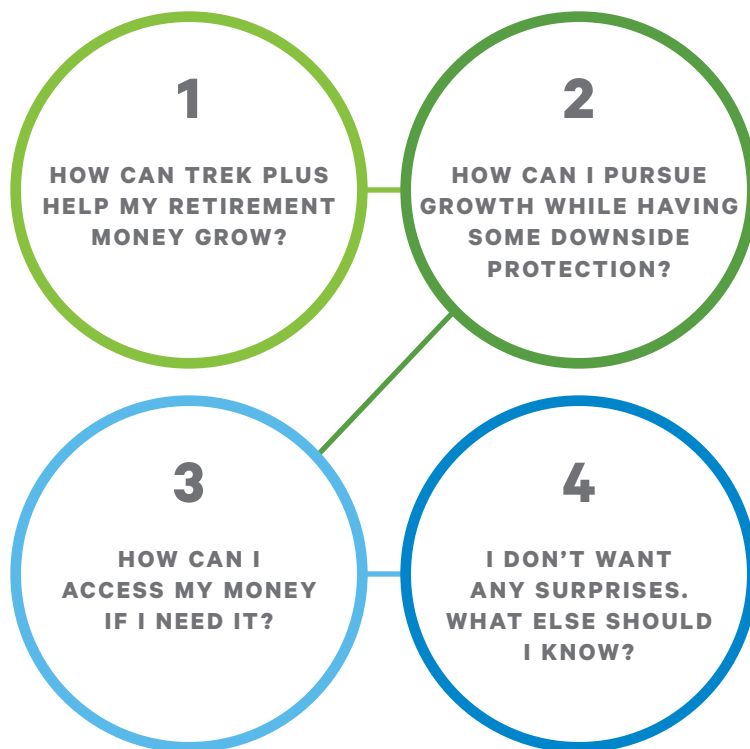 1
HOW CAN TREK PLUS
HELP MY RETIREMENT
MONEY GROW?
2
HOW CAN I PURSUE
GROWTH WHILE HAVING
SOME DOWNSIDE
PROTECTION?
3
HOW CAN I
ACCESS MY MONEY
IF I NEED IT?
4
I DON’T WANT
ANY SURPRISES.
WHAT ELSE SHOULD
I KNOW?